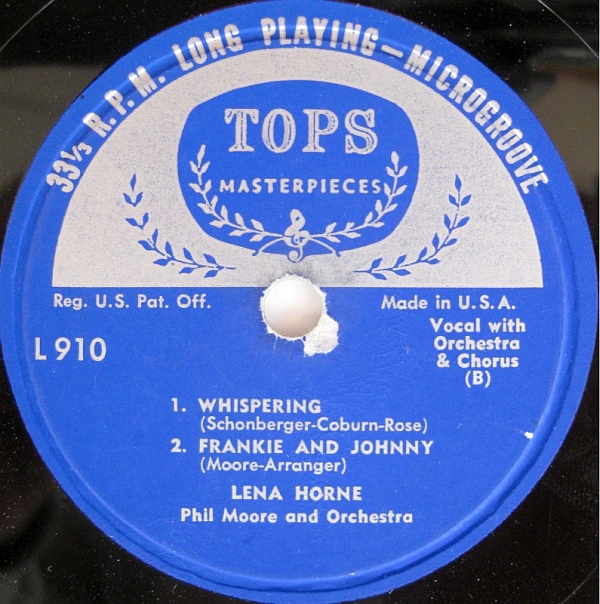 33⅓ R.P.M. LONG PLAYING—MICROGROOVE
TOPS
MASTERPIECES
Reg. U.S. Pat. Off.
Made in U.S.A.
L 910
Vocal with
Orchestra
& Chorus
(B)
1. WHISPERING
(Schonberger-Coburn-Rose)
2. FRANKIE AND JOHNNY
(Moore-Arranger)
LENA HORNE
Phil Moore and Orchestra